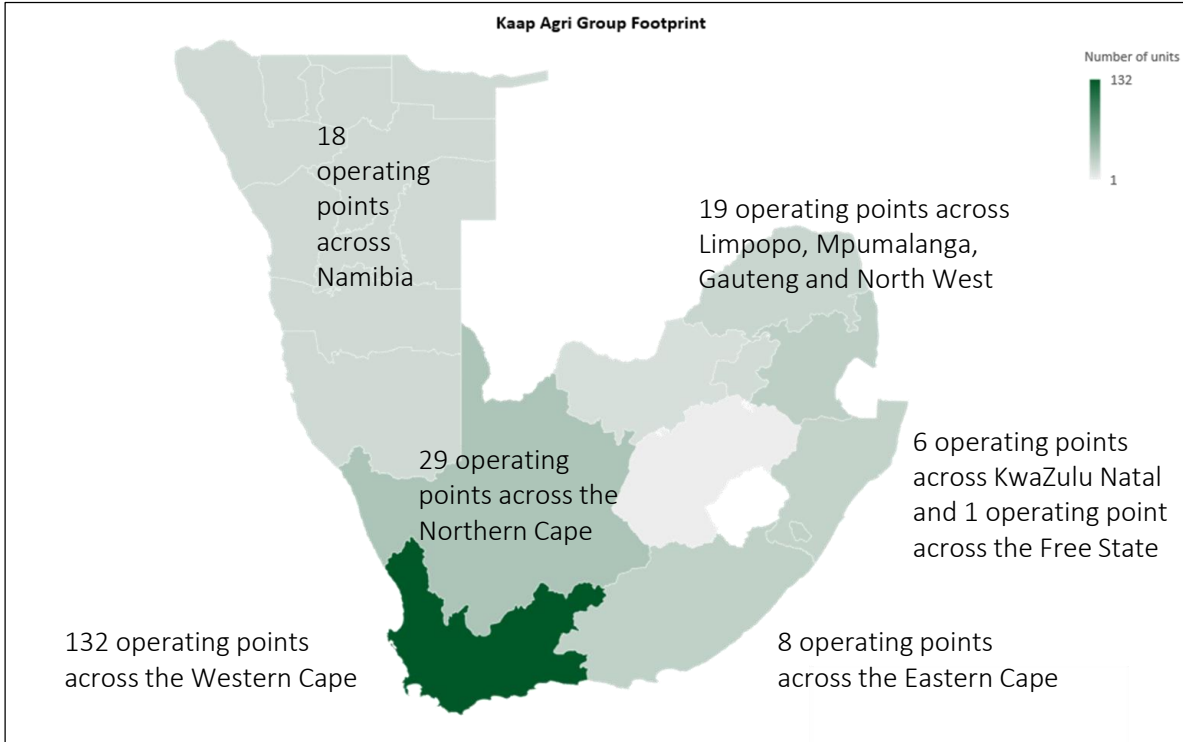 Kaap Agri Group Footprint
Number of units
132
1
18
operating
points
across
Namibia
19 operating points across
Limpopo, Mpumalanga,
Gauteng and North West
29 operating
points across the
Northern Cape
6 operating points
across KwaZulu Natal
and 1 operating point
across the Free State
132 operating points
across the Western Cape
8 operating points
across the Eastern Cape